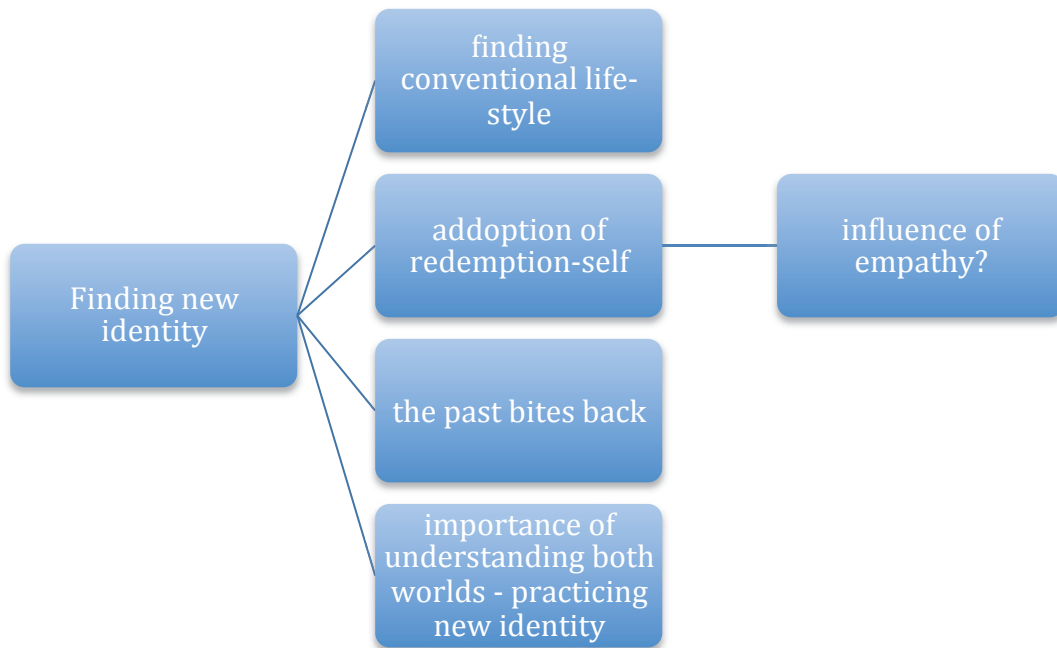 finding
conventional life-
style
addoption of
redemption-self
influence of
empathy?
Finding new
identity
the past bites back
importance of
understanding both
worlds - practicing
new identity